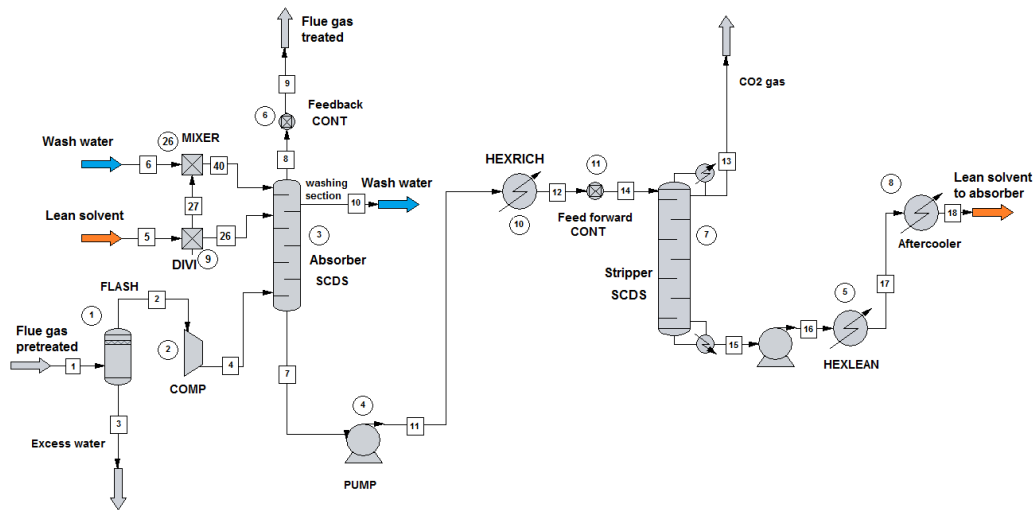 Flue gas
treated
9
Feedback
CONT
6
8
Wash water
6
26
MIXER
40
27
Lean solvent
5
26
DIVI
9
washing
section
10
Wash water
3
Absorber
SCDS
FLASH
1
2
Flue gas
pretreated
1
2
COMP
4
3
Excess water
7
4
PUMP
11
HEXRICH
10
12
11
14
Feed forward
CONT
CO2 gas
13
7
Stripper
SCDS
15
16
5
HEXLEAN
17
8
Aftercooler
18
Lean solvent
to absorber